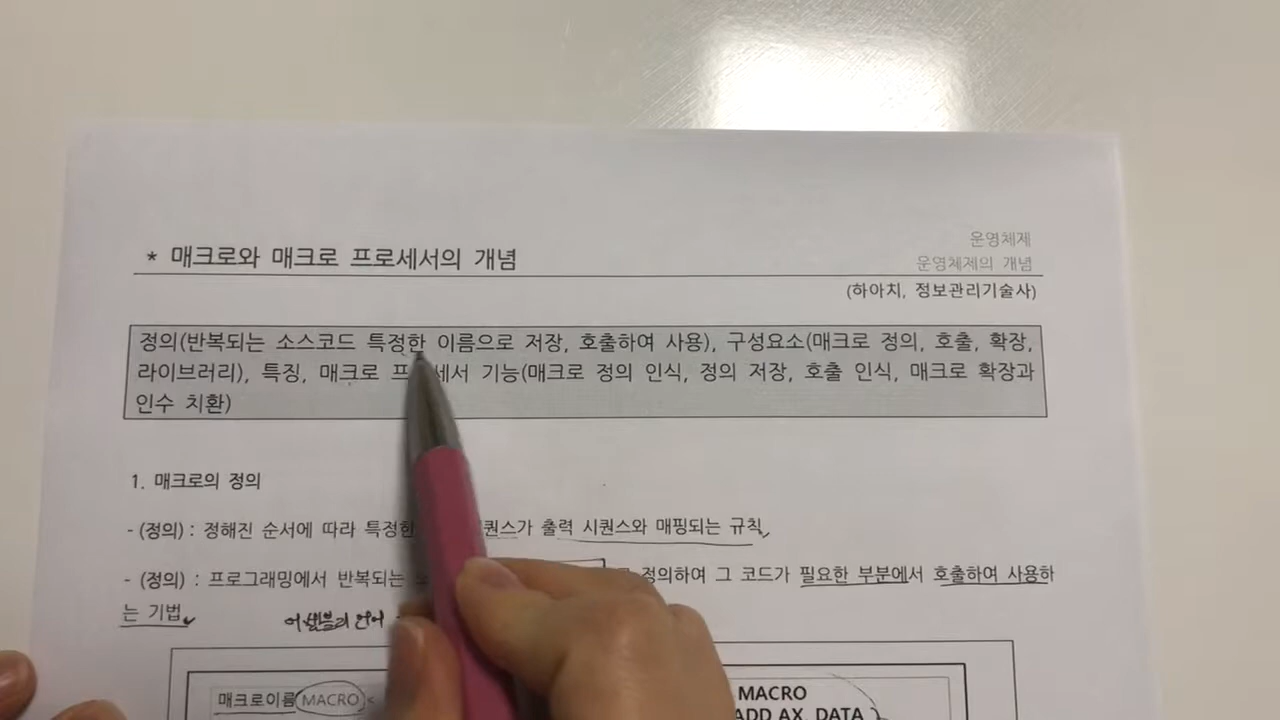 운영체제
* 매크로와 매크로 프로세서의 개념
운영체제의 개념
(하아치, 정보관리기술사)
정의(반복되는 소스코드 특정한 이름으로 저장, 호출하여 사용), 구성요소(매크로 정의, 호출, 확장,
라이브러리), 특징, 매크로 프 세서 기능(매크로 정의 인식, 정의 저장, 호출 인식, 매크로 확장과
인수 치환)
1. 매크로의 정의
- (정의) : 정해진 순서에 따라 특정한 퀀스가 출력 시퀀스와 매핑되는 규칙
- (정의) : 프로그래밍에서 반복되는 정의하여 그 코드가 필요한 부분에서 호출하여 사용하
는 기법
어셈블리 언어
매크로이름 MACRO <
MACRO
ADD AX, DATA